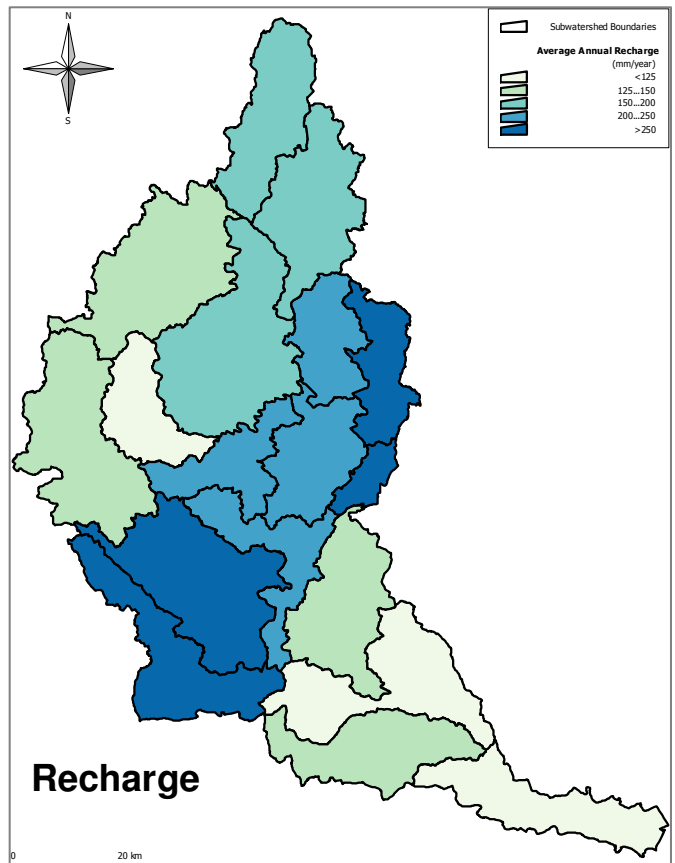 N
S
Subwatershed Boundaries
Average Annual Recharge
(mm/year)
<125
125...150
150...200
200...250
>250
Recharge
0 20 km